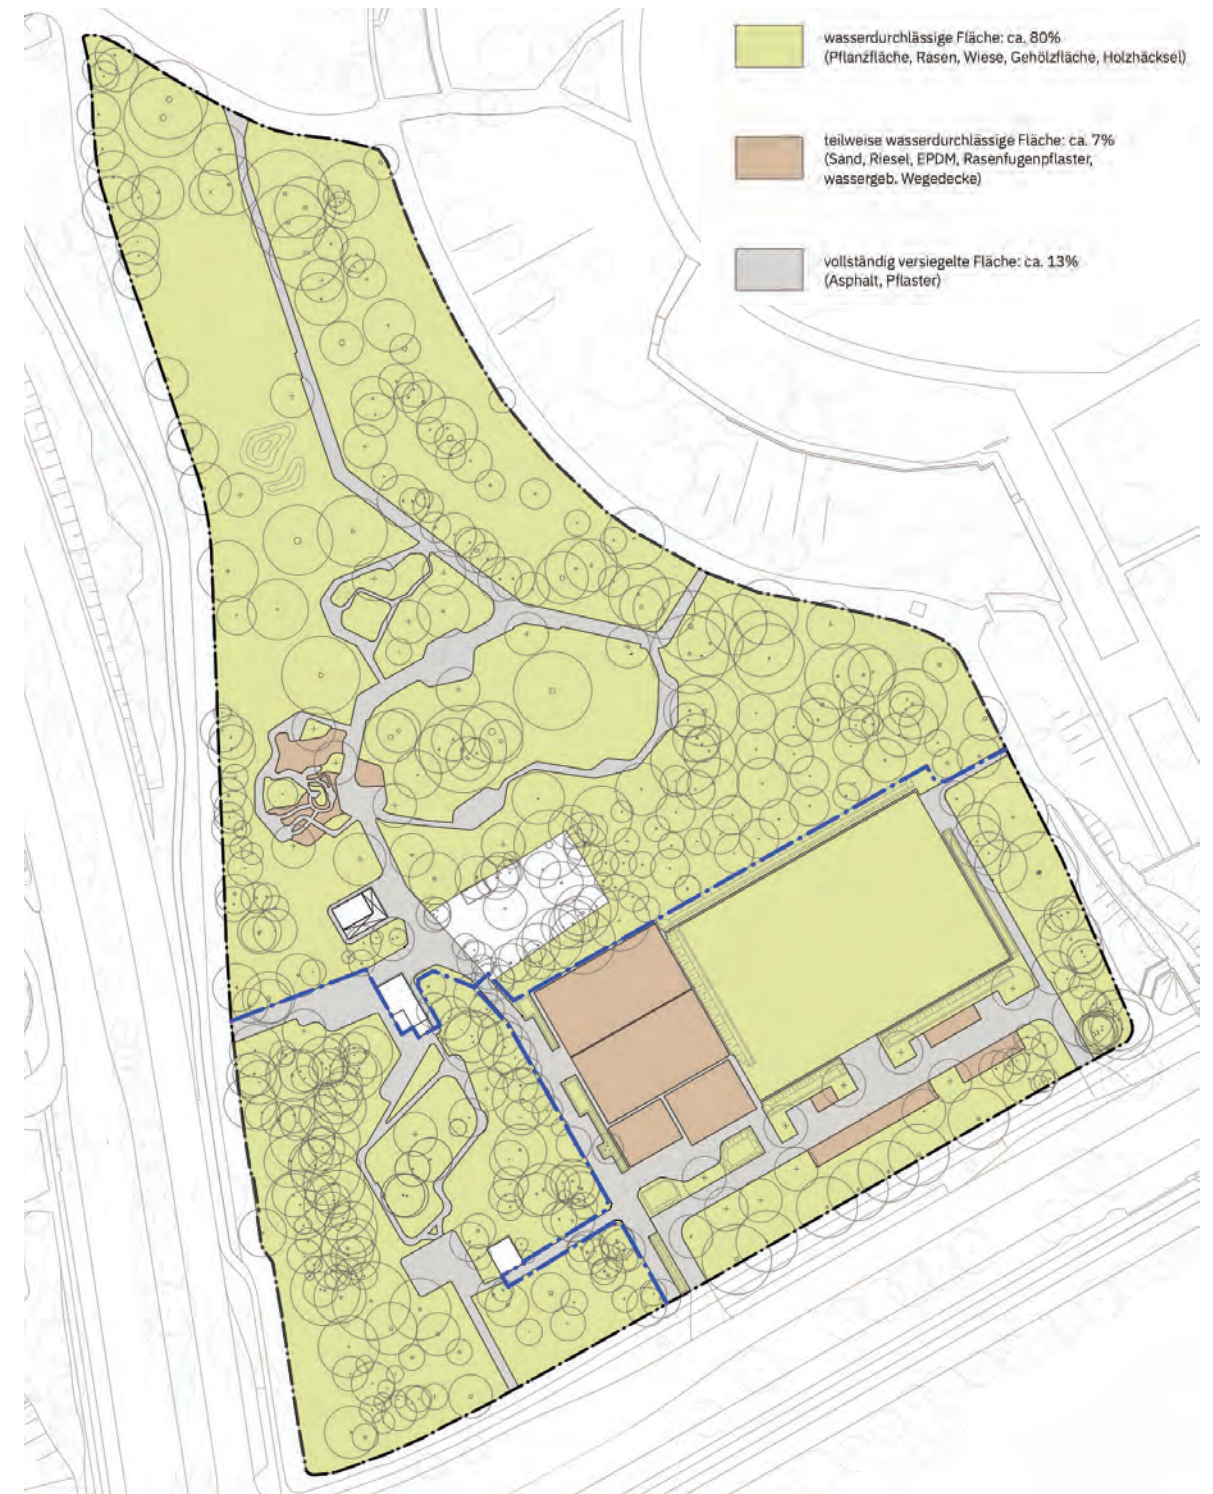 wasserdurchlässige Fläche: ca. 80%
(Pflanzfläche, Rasen, Wiese, Gehölzfläche, Holzhäcksel)
teilweise wasserdurchlässige Fläche: ca. 7%
(Sand, Riesel, EPDM, Rasenfugenpflaster,
wassergeb. Wegedecke)
vollständig versiegelte Fläche: ca. 13%
(Asphalt, Pflaster)